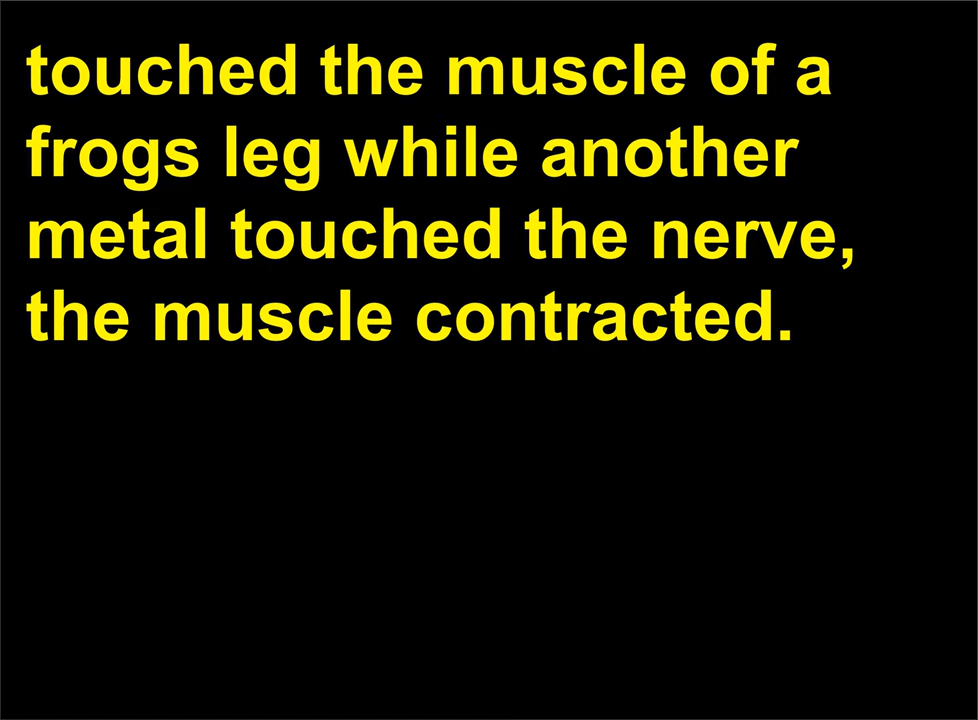 touched the muscle of a
frogs leg while another
metal touched the nerve,
the muscle contracted.